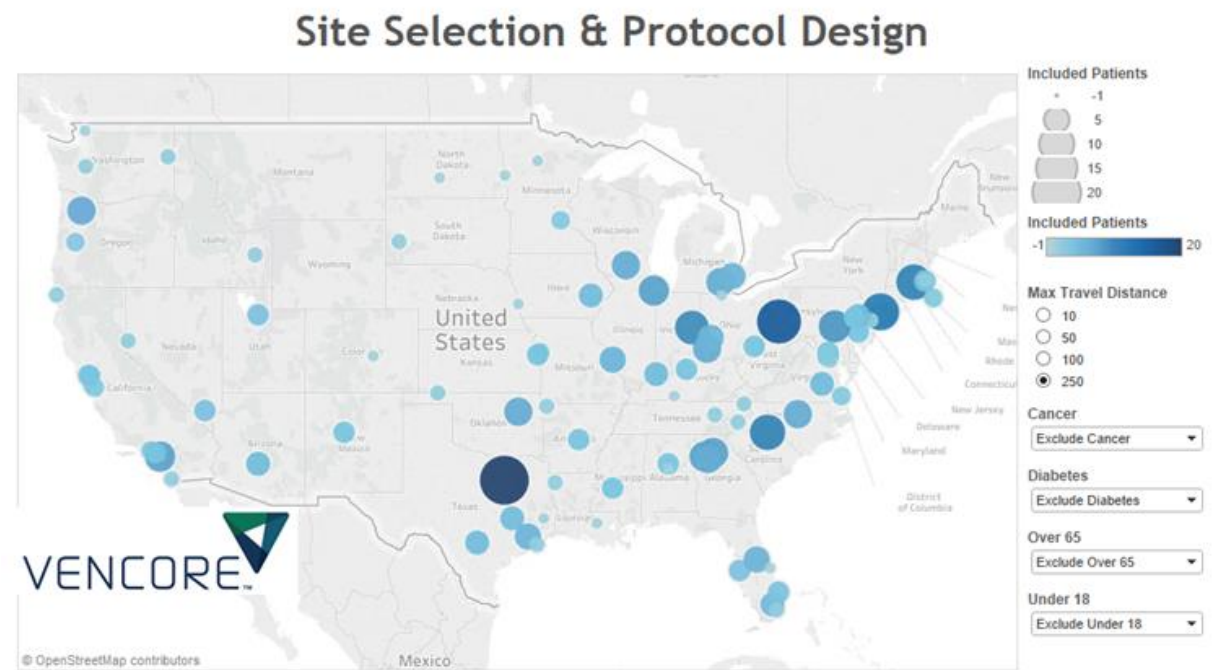 Site Selection & Protocol Design
Included Patients
-1
5
10
15
20
Included Patients
-1 20
Max Travel Distance
10
50
100
250
Cancer
Exclude Cancer
Diabetes
Exclude Diabetes
Over 65
Exclude Over 65
Under 18
Exclude Under 18
Washington
Montana
North
Dakota
Minnesota
Oregon
Idaho
South
Dakota
Wisconsin
Michigan
Maine
New
York
Wyoming
Nebraska
Iowa
United
States
Nevada
Utah
Kansas
Missouri
Illinois
Ohio
California
Arizona
Tennessee
Texas
Alabama
Georgia
Rhode
Connecticut
New Jersey
Delaware
Maryland
District
of Columbia
VENCORE™
Mexico
© OpenStreetMap contributors